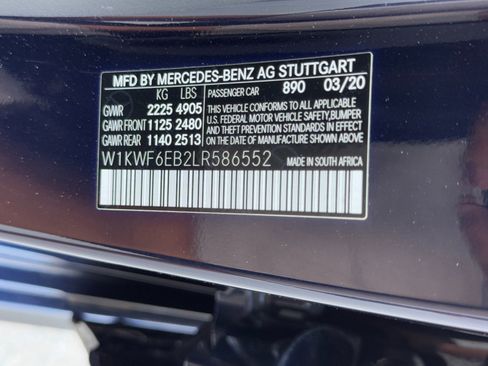 MFD BY MERCEDES-BENZ AG STUTTGART
KG LBS PASSENGER CAR 890 03/20
GVWR 2225 4905 THIS VEHICLE CONFORMS TO ALL APPLICABLE
GAWR FRONT 1125 2480 U.S. FEDERAL MOTOR VEHICLE SAFETY, BUMPER
GAWR REAR 1140 2513 AND THEFT PREVENTION STANDARDS IN EFFECT ON THE DATE OF MANUFACTURE SHOWN ABOVE.
W1KWF6EB2LR586552 MADE IN SOUTH AFRICA